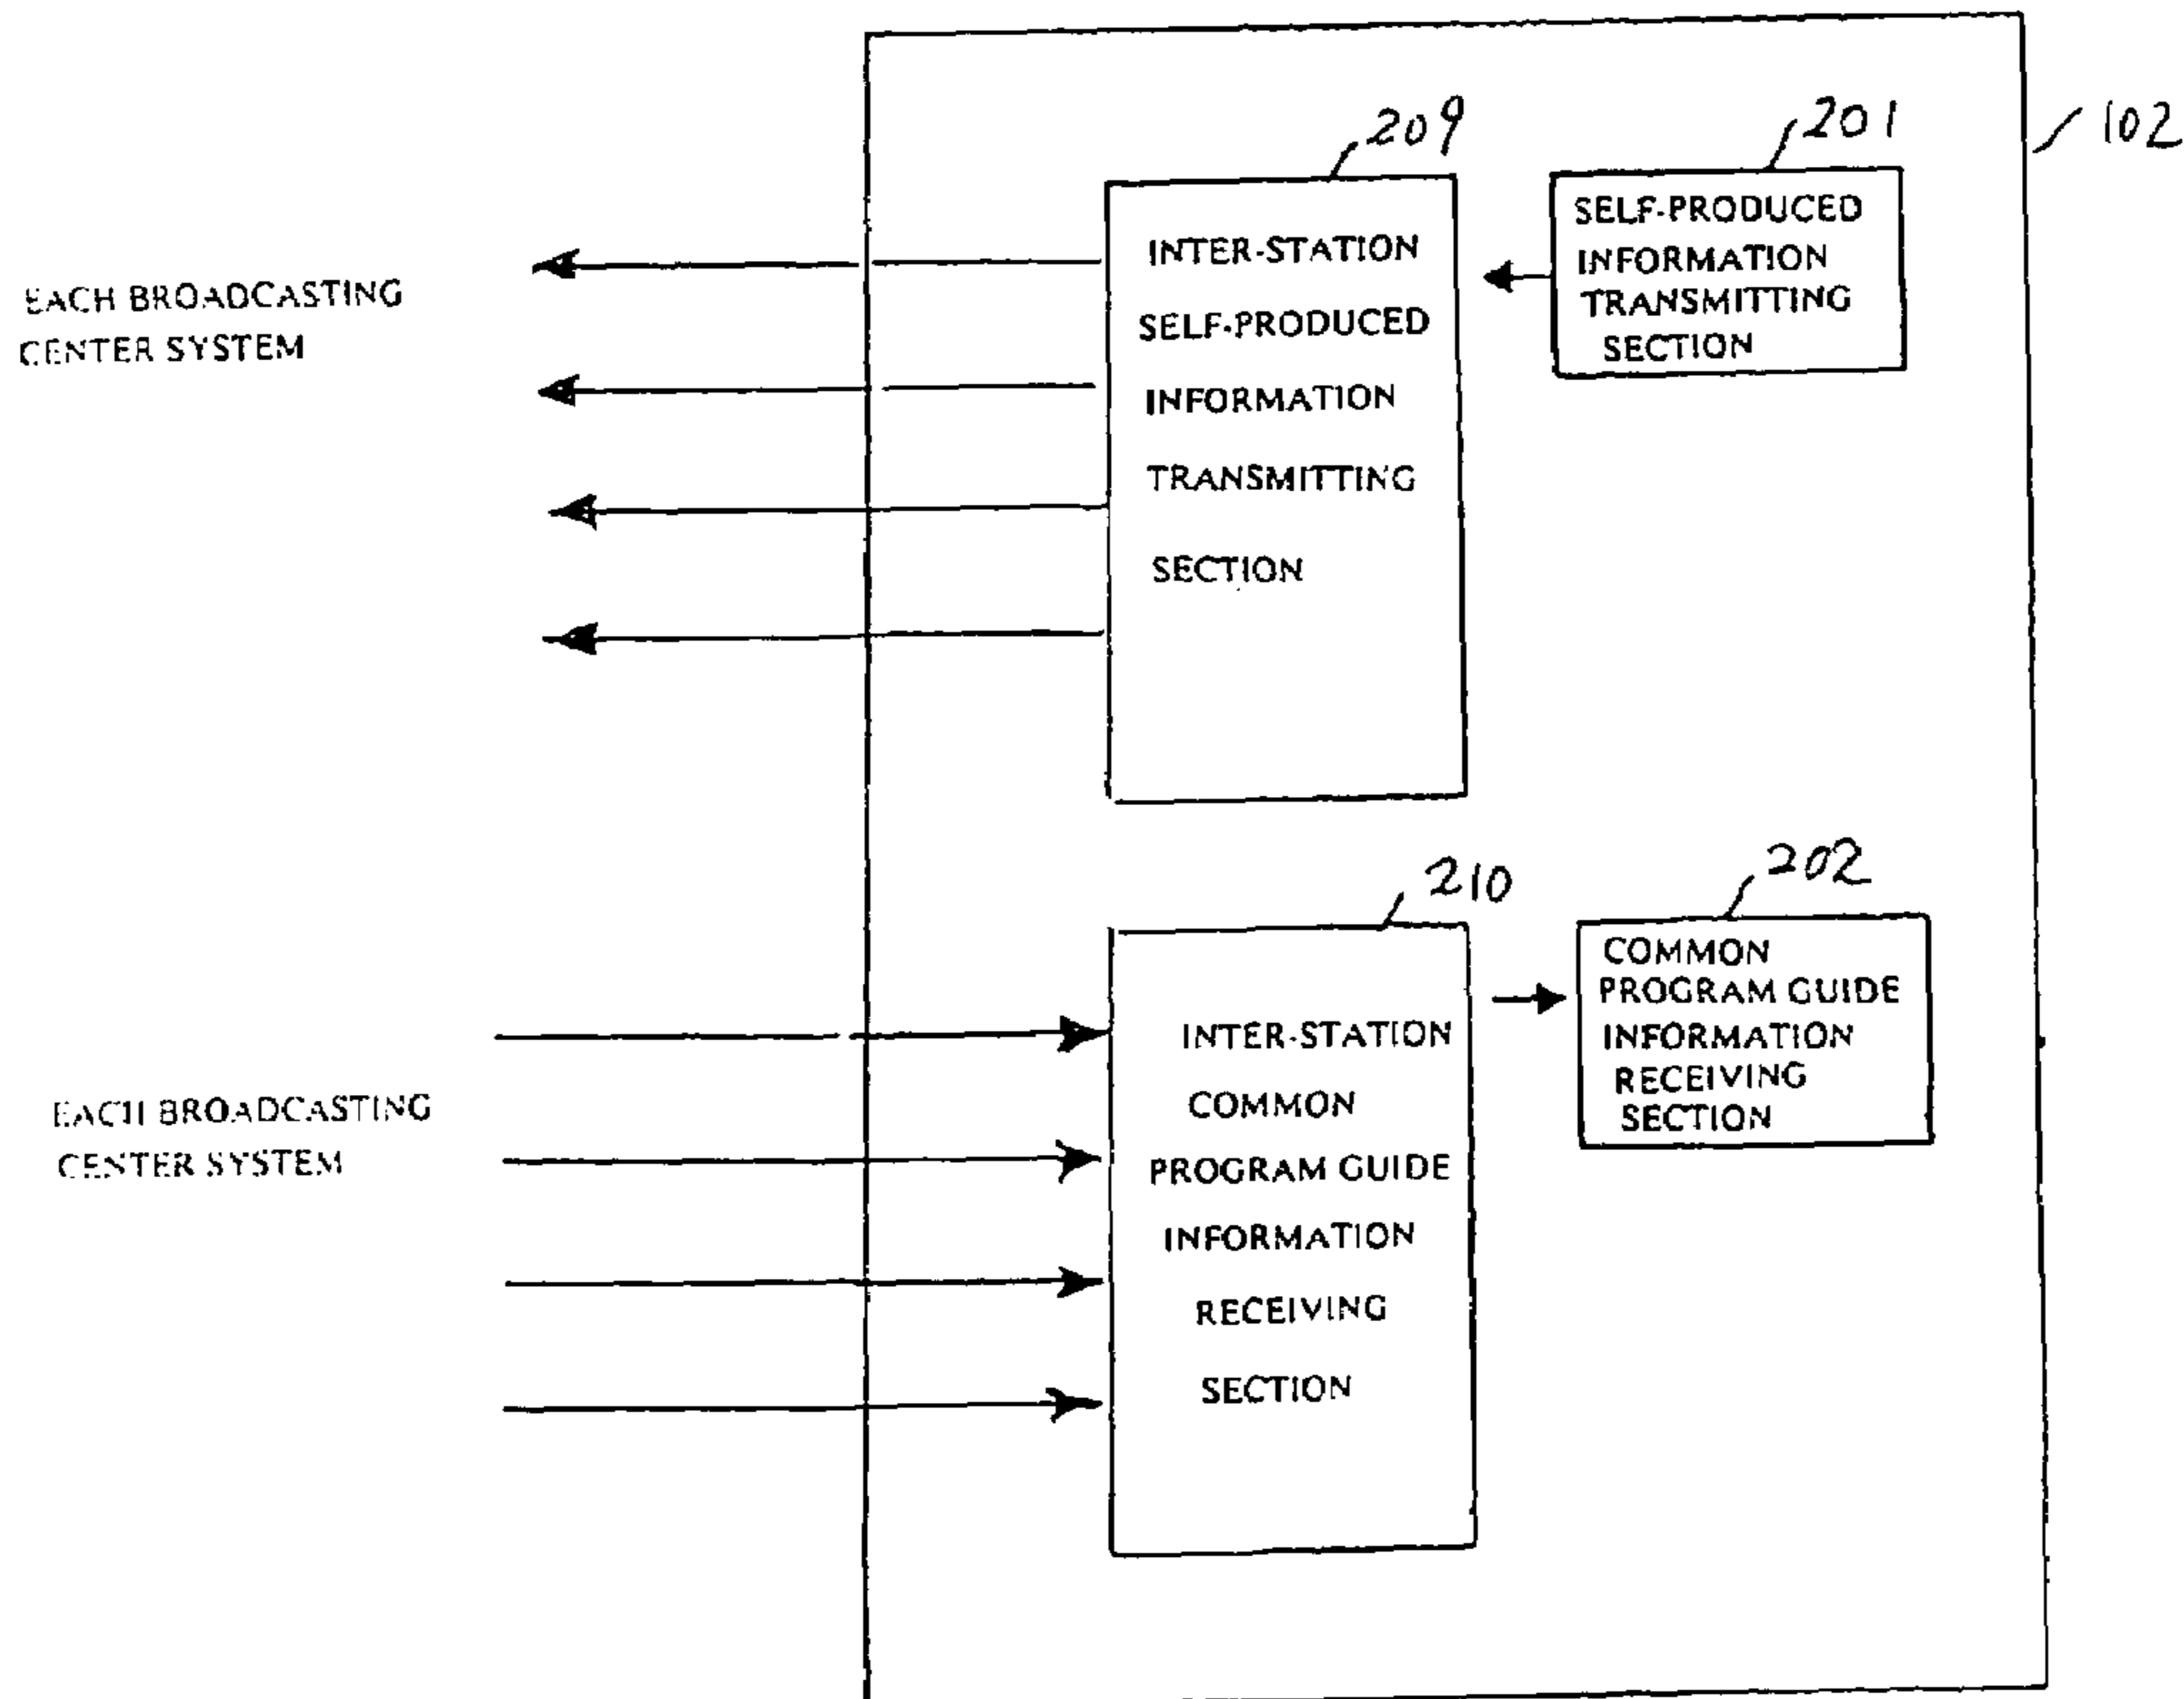 102
209
201
INTER-STATION
SELF-PRODUCED
INFORMATION
TRANSMITTING
SECTION
SELF-PRODUCED
INFORMATION
TRANSMITTING
SECTION
EACH BROADCASTING
CENTER SYSTEM
210
202
INTER-STATION
COMMON
PROGRAM GUIDE
INFORMATION
RECEIVING
SECTION
COMMON
PROGRAM GUIDE
INFORMATION
RECEIVING
SECTION
EACH BROADCASTING
CENTER SYSTEM